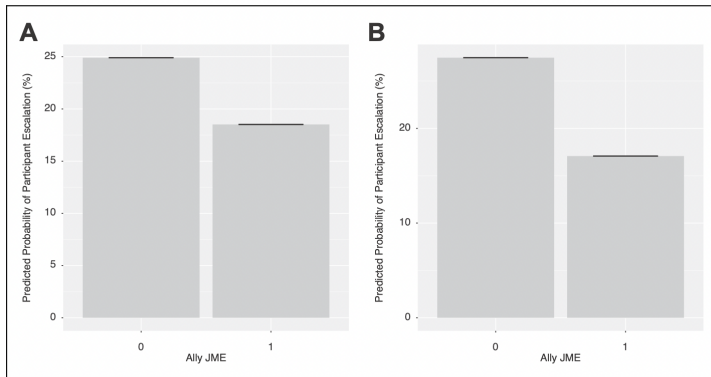 A
Predicted Probability of Participant Escalation (%)
25
20
15
10
5
0
0 1
Ally JME
B
Predicted Probability of Participant Escalation (%)
20
10
0
0 1
Ally JME